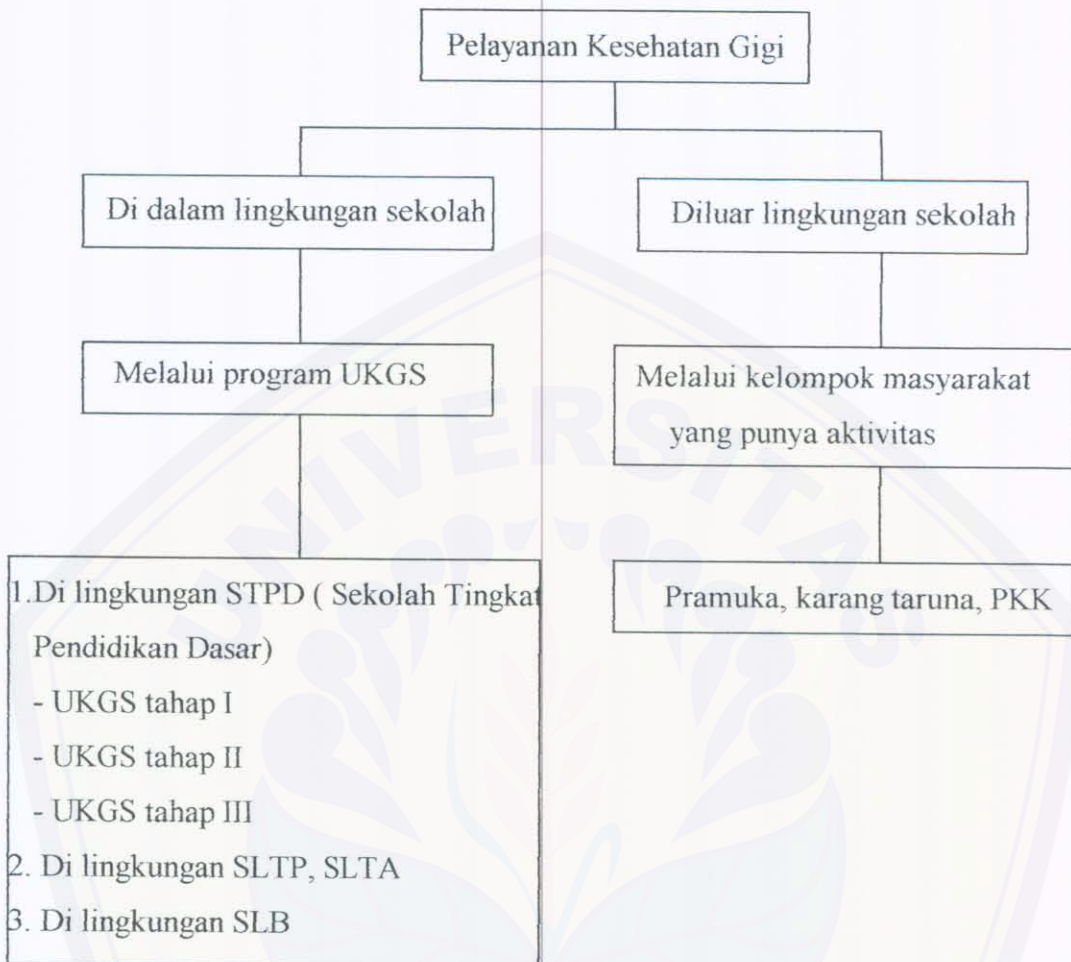 Pelayanan Kesehatan Gigi
Di dalam lingkungan sekolah
Diluar lingkungan sekolah
Melalui program UKGS
Melalui kelompok masyarakat
yang punya aktivitas
1.Di lingkungan STPD ( Sekolah Tingkat
Pendidikan Dasar)
- UKGS tahap I
- UKGS tahap II
- UKGS tahap III
2. Di lingkungan SLTP, SLTA
3. Di lingkungan SLB
Pramuka, karang taruna, PKK
UNIVERSITAS